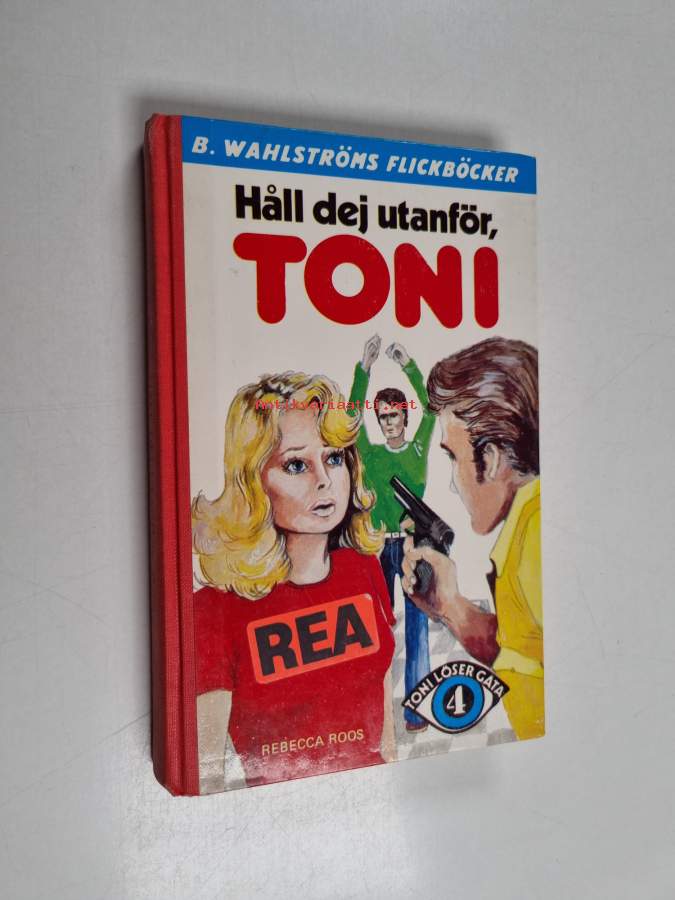 B. WAHLSTRÖMS FLICKBÖCKER
Håll dej utanför,
TONI
Antikvariaatti.net
REA
TONI LÖSER GÅTA
4
REBECCA ROOS